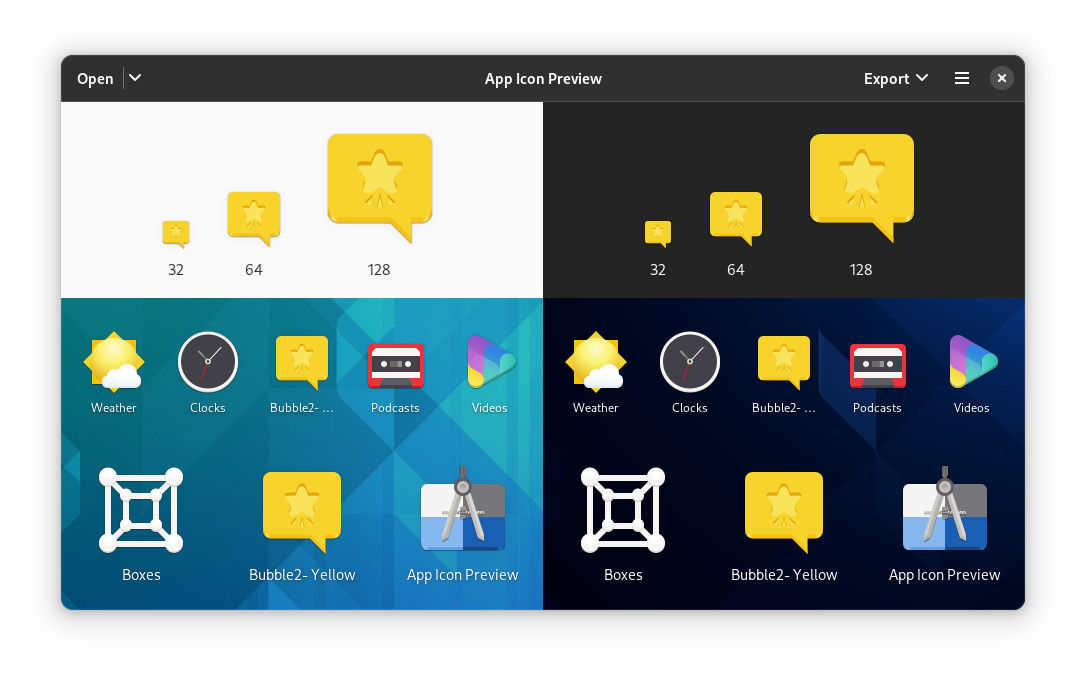 Open App Icon Preview Export
32 64 128 32 64 128
Weather Clocks Bubble2- ... Podcasts Videos Weather Clocks Bubble2- ... Podcasts Videos
Boxes Bubble2- Yellow App Icon Preview Boxes Bubble2- Yellow App Icon Preview